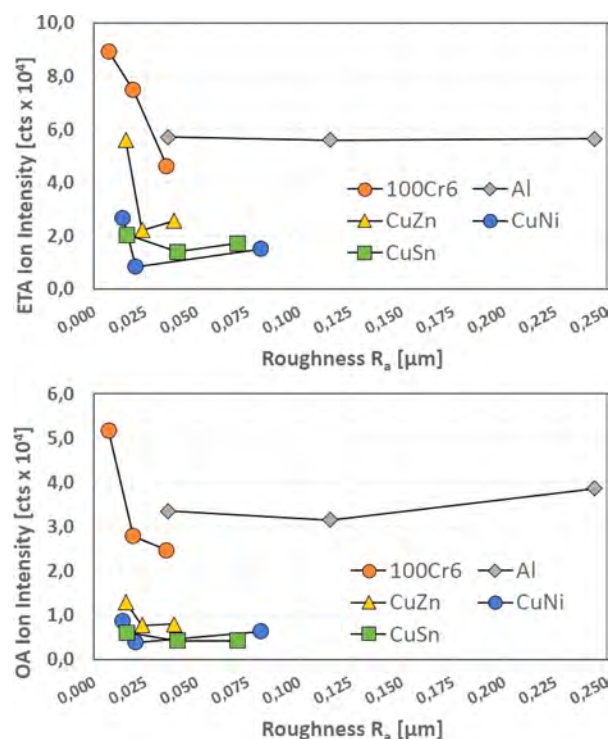 10,0
8,0
6,0
4,0
2,0
0,0
ETA Ion Intensity [cts x 10⁴]
100Cr6 Al
CuZn CuNi
CuSn
0,000 0,025 0,050 0,075 0,100 0,125 0,150 0,175 0,200 0,225 0,250
Roughness Rₐ [µm]
6,0
5,0
4,0
3,0
2,0
1,0
0,0
OA Ion Intensity [cts x 10⁴]
100Cr6 Al
CuZn CuNi
CuSn
0,000 0,025 0,050 0,075 0,100 0,125 0,150 0,175 0,200 0,225 0,250
Roughness Rₐ [µm]